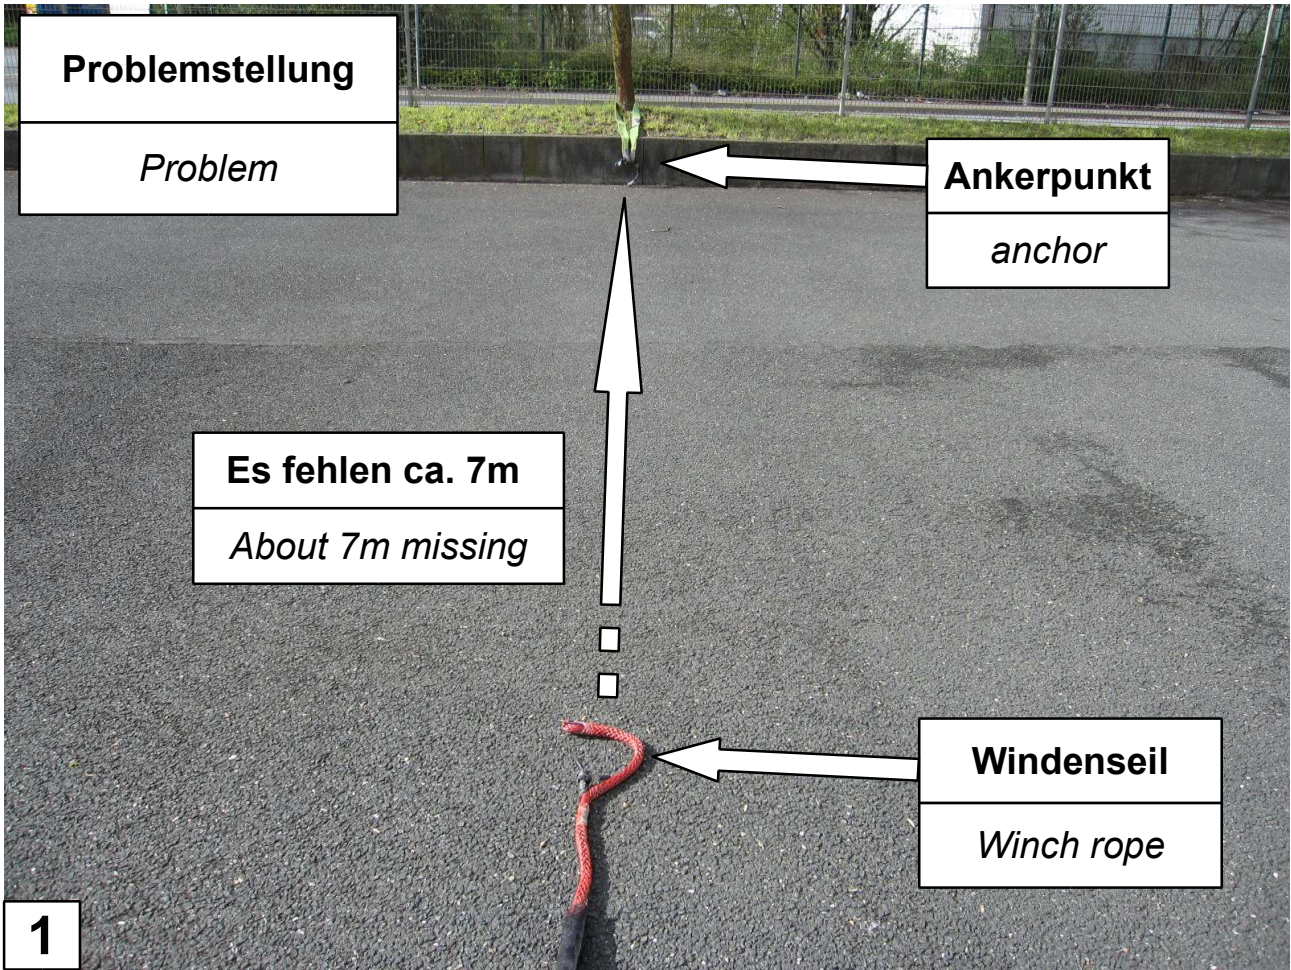 Problemstellung
Problem
Ankerpunkt
anchor
Es fehlen ca. 7m
About 7m missing
Windenseil
Winch rope
1